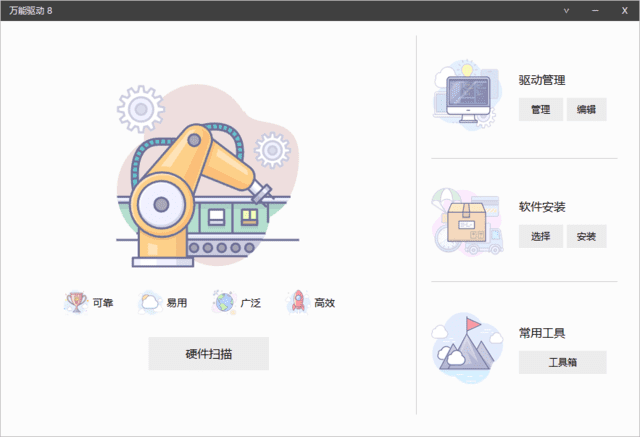 万能驱动 8
可靠
易用
广泛
高效
硬件扫描
驱动管理
管理 编辑
软件安装
选择 安装
常用工具
工具箱